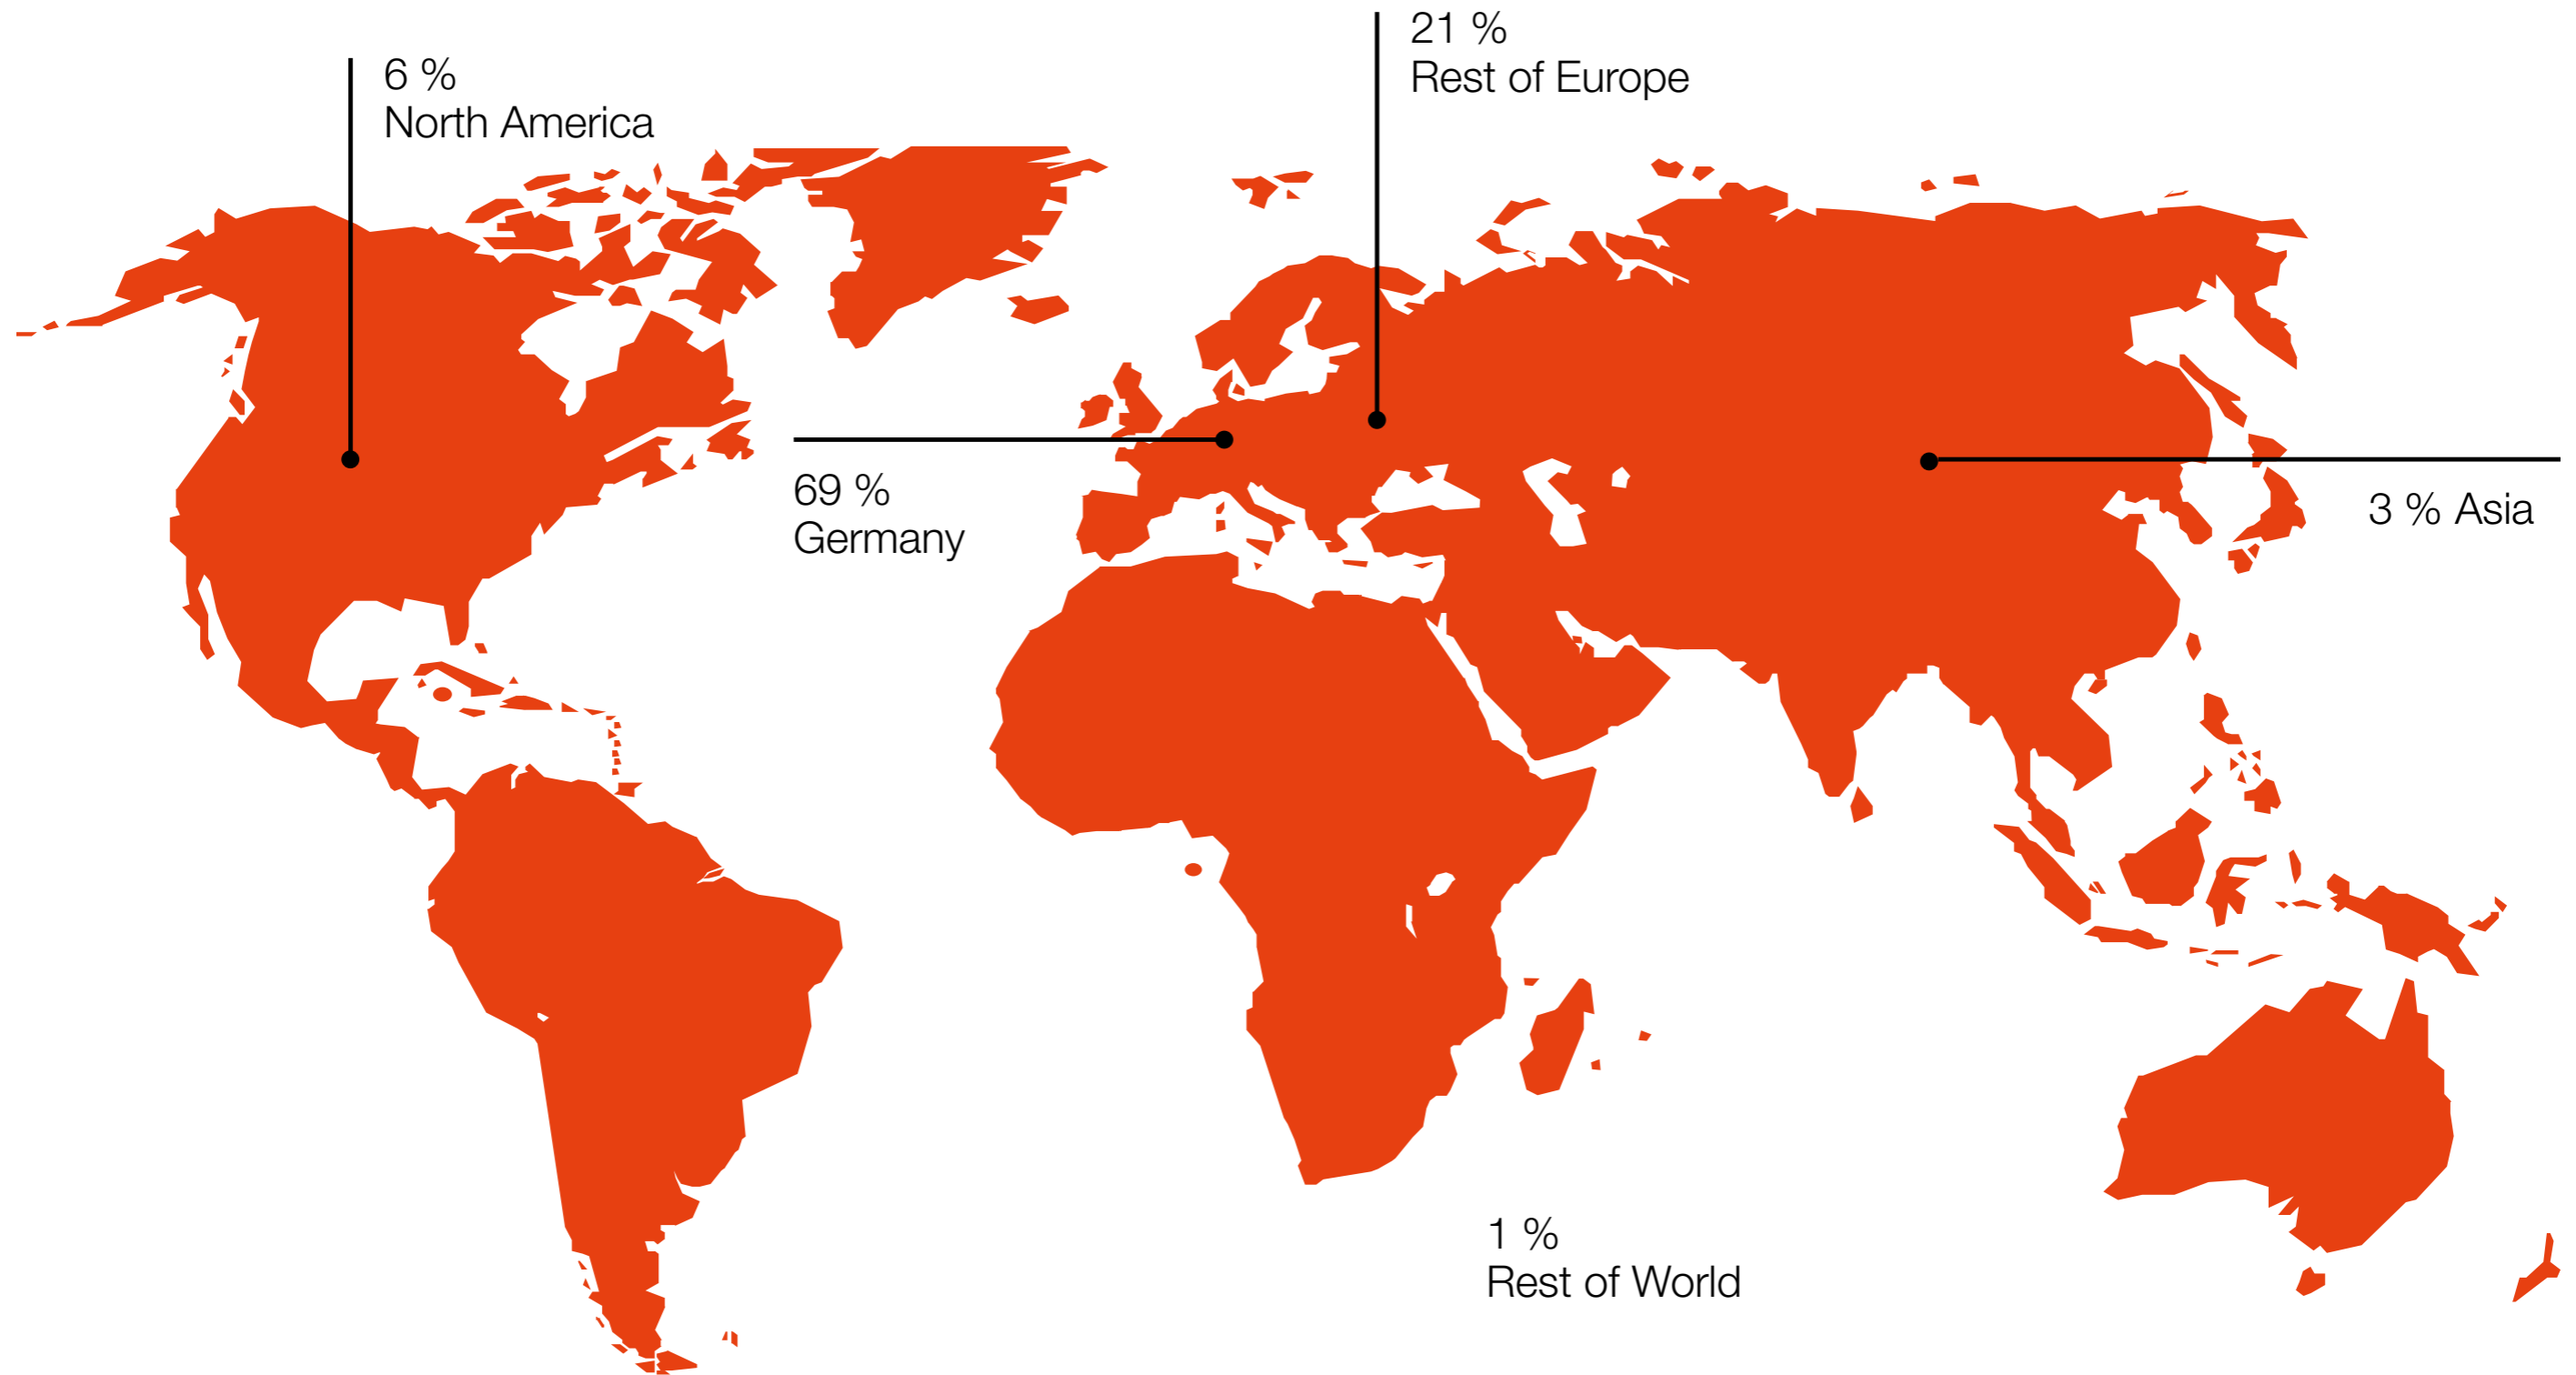 21 %
Rest of Europe
6 %
North America
69 %
Germany
3 % Asia
1 %
Rest of World